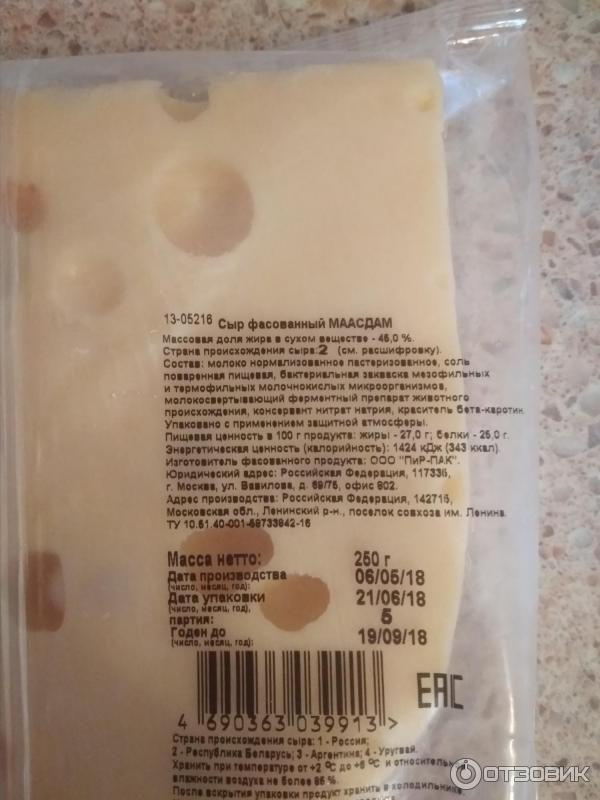 13-05216 Сыр фасованный МААСДАМ
Массовая доля жира в сухом веществе - 45,0 %.
Страна происхождения сыра:2 (см. расшифровку).
Состав: молоко нормализованное пастеризованное, соль
поваренная пищевая, бактериальная закваска мезофильных
и термофильных молочнокислых микроорганизмов,
молокосвертывающий ферментный препарат животного
происхождения, консервант нитрат натрия, краситель бета-каротин
Упаковано с применением защитной атмосферы.
Пищевая ценность в 100 г продукта: жиры - 27,0 г; белки - 25,0 г.
Энергетическая ценность (калорийность): 1424 кДж (343 ккал).
Изготовитель фасованного продукта: ООО "ПиР-ПАК".
Юридический адрес: Российская Федерация, 117335,
г. Москва, ул. Вавилова, д. 69/75, офис 802.
Адрес производства: Российская Федерация, 142715,
Московская обл., Ленинский р-н., поселок совхоза им. Ленина.
ТУ 10.51.40-001-59733942-16
Масса нетто: 250 г
Дата производства 06/05/18
(число, месяц, год):
Дата упаковки 21/06/18
(число, месяц, год),
партия: 5
Годен до 19/09/18
(число, месяц, год):
EAC
4 690363 039913 >
Страна происхождения сыра: 1 - Россия;
2 - Республика Беларусь; 3 - Аргентина; 4 - Уругвай.
Хранить при температуре от +2 ºC до +6 ºC и относительн
влажности воздуха не более 85 %.
После вскрытия упаковки продукт хранить в холодильнике
ОТЗОВИК